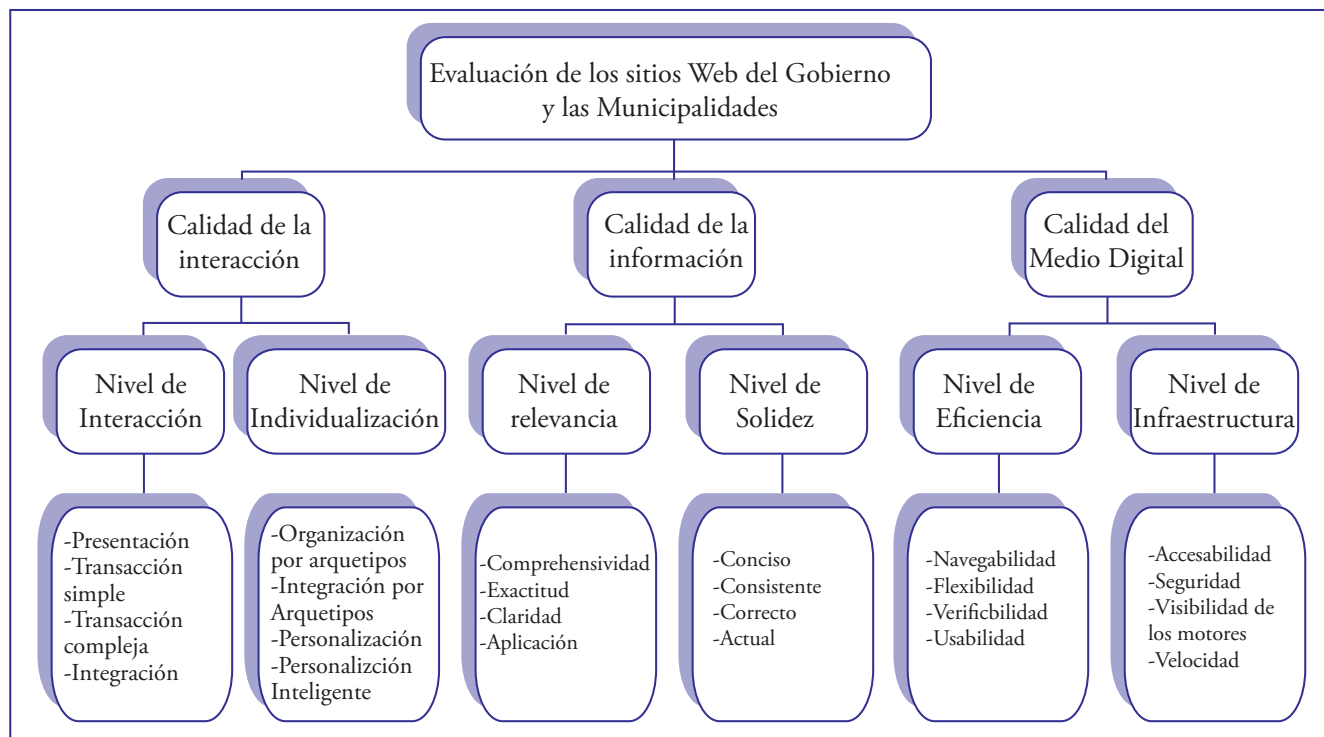 Evaluación de los sitios Web del Gobierno
y las Municipalidades
Calidad de la
interacción
Calidad de la
información
Calidad del
Medio Digital
Nivel de
Interacción
Nivel de
Individualización
Nivel de
relevancia
Nivel de
Solidez
Nivel de
Eficiencia
Nivel de
Infraestructura
-Presentación
-Transacción
simple
-Transacción
compleja
-Integración
-Organización
por arquetipos
-Integración por
Arquetipos
-Personalización
-Personalizción
Inteligente
-Comprehensividad
-Exactitud
-Claridad
-Aplicación
-Conciso
-Consistente
-Correcto
-Actual
-Navegabilidad
-Flexibilidad
-Verificbilidad
-Usabilidad
-Accesabilidad
-Seguridad
-Visibilidad de
los motores
-Velocidad